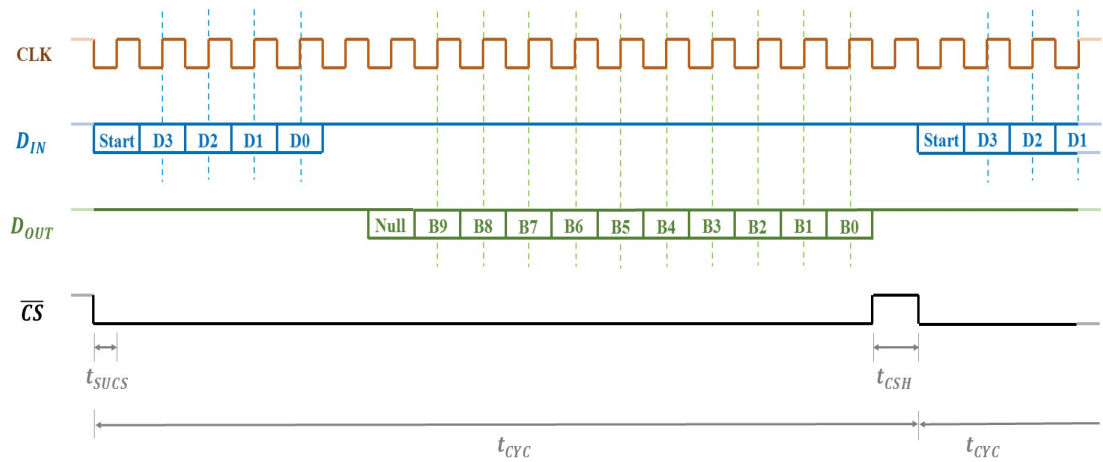 CLK
D_IN Start D3 D2 D1 D0 Start D3 D2 D1
D_OUT Null B9 B8 B7 B6 B5 B4 B3 B2 B1 B0
C̅S̅
t_SUCS t_CSH
t_CYC t_CYC